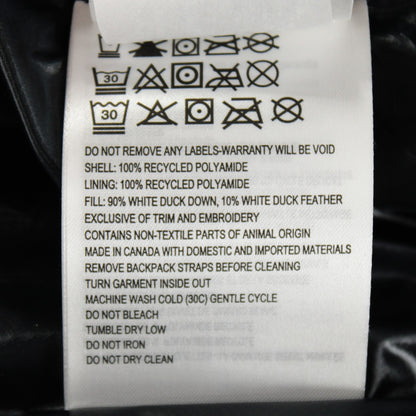 30
30
DO NOT REMOVE ANY LABELS-WARRANTY WILL BE VOID
SHELL: 100% RECYCLED POLYAMIDE
LINING: 100% RECYCLED POLYAMIDE
FILL: 90% WHITE DUCK DOWN, 10% WHITE DUCK FEATHER
EXCLUSIVE OF TRIM AND EMBROIDERY
CONTAINS NON-TEXTILE PARTS OF ANIMAL ORIGIN
MADE IN CANADA WITH DOMESTIC AND IMPORTED MATERIALS
REMOVE BACKPACK STRAPS BEFORE CLEANING
TURN GARMENT INSIDE OUT
MACHINE WASH COLD (30C) GENTLE CYCLE
DO NOT BLEACH
TUMBLE DRY LOW
DO NOT IRON
DO NOT DRY CLEAN